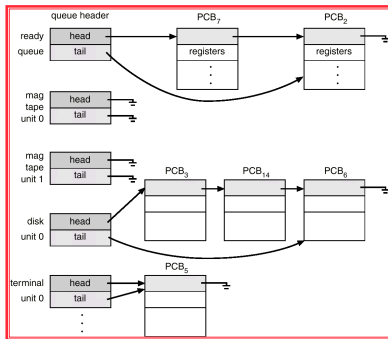 queue header PCB7 PCB2
ready head
queue tail registers registers
mag head
tape
unit 0 tail
mag head
tape
unit 1 tail
PCB3 PCB14 PCB6
disk head
unit 0 tail
PCB5
terminal head
unit 0 tail